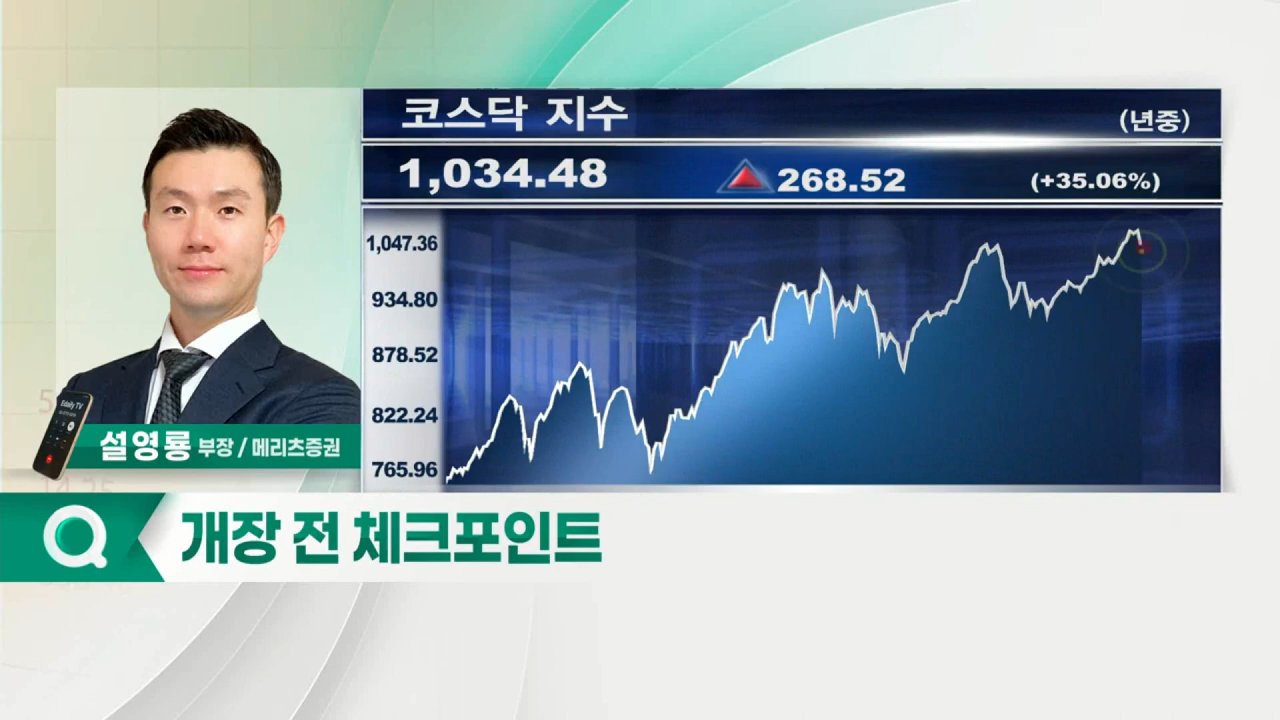 코스닥 지수
(년중)
1,034.48
▲ 268.52
(+35.06%)
1,047.36
934.80
878.52
822.24
765.96
Edaily TV
설영룡 부장 / 메리츠증권
개장 전 체크포인트